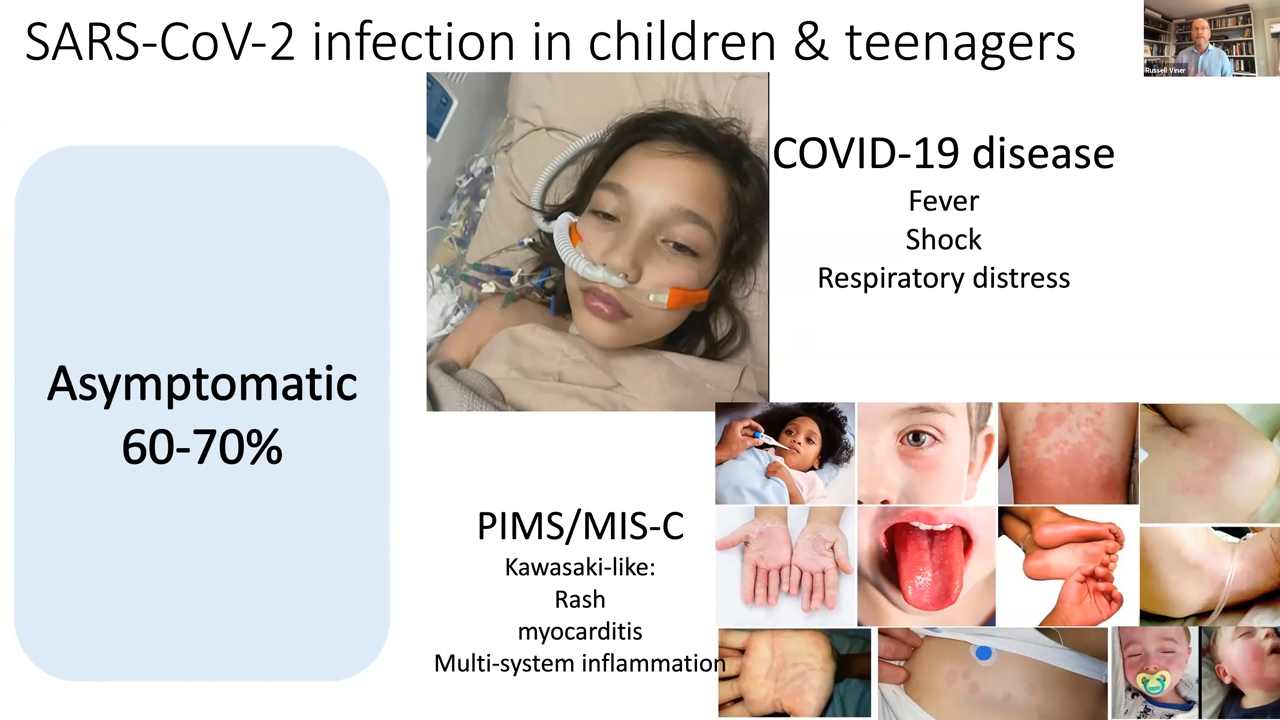 SARS-CoV-2 infection in children & teenagers
Russell Viner
COVID-19 disease
Fever
Shock
Respiratory distress
Asymptomatic
60-70%
PIMS/MIS-C
Kawasaki-like:
Rash
myocarditis
Multi-system inflammation